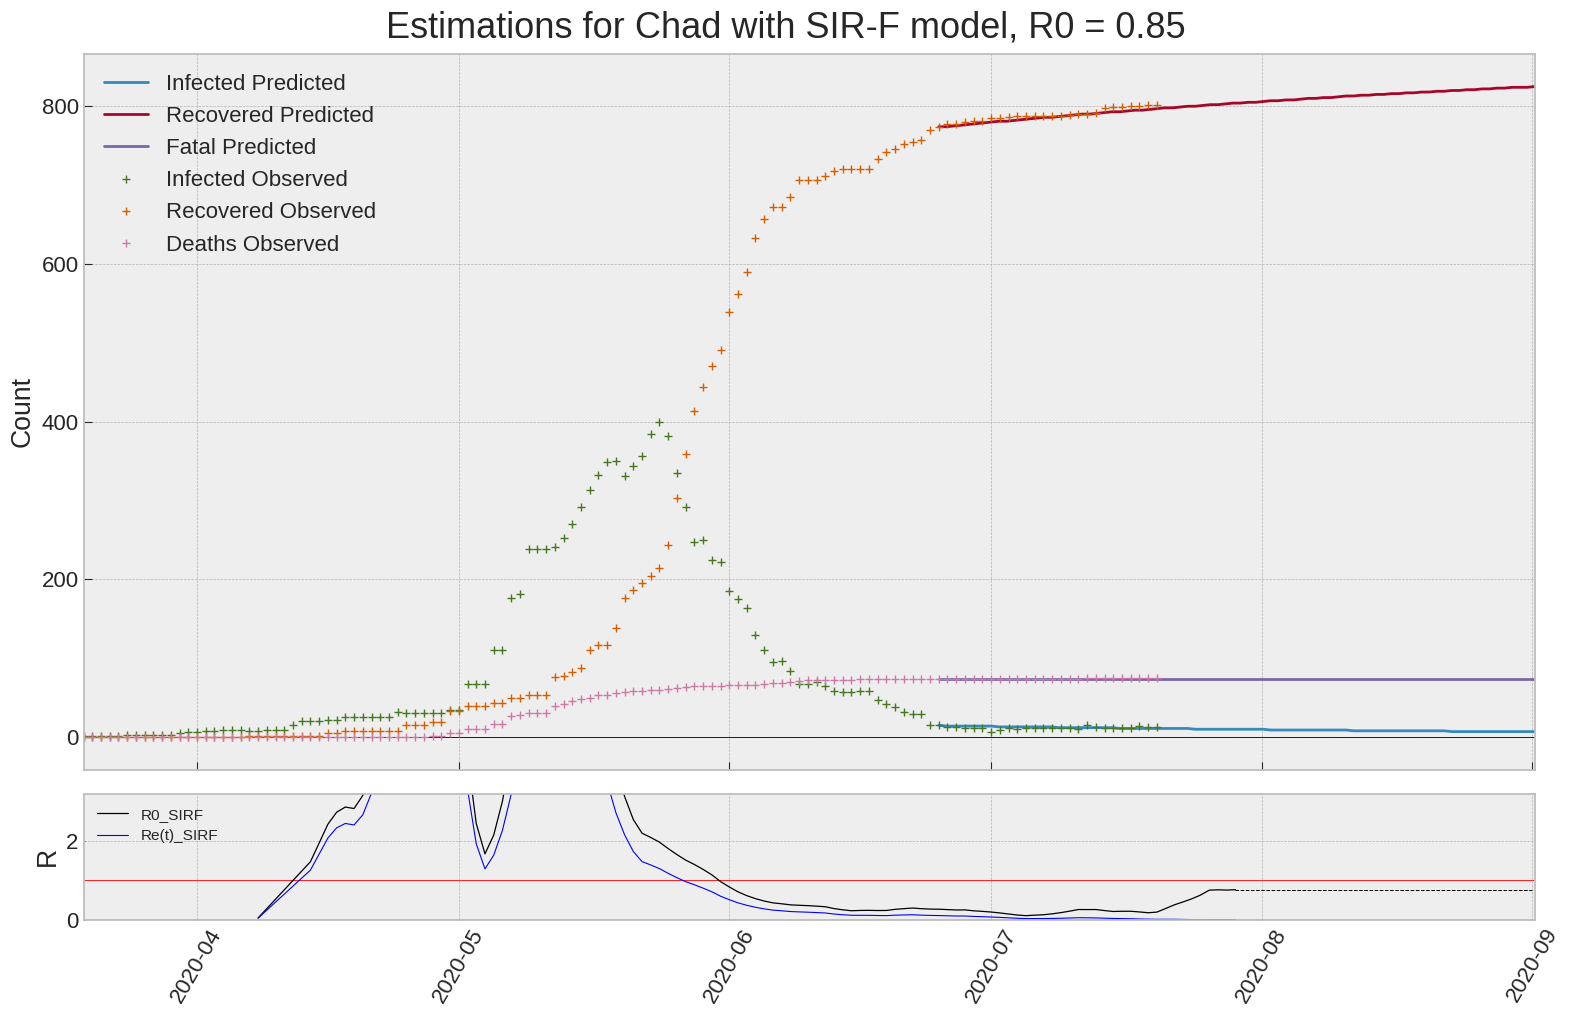 Estimations for Chad with SIR-F model, R0 = 0.85
Infected Predicted
Recovered Predicted
Fatal Predicted
Infected Observed
Recovered Observed
Deaths Observed
Count
800
600
400
200
0
R0_SIRF
Re(t)_SIRF
R
2
0
2020-04
2020-05
2020-06
2020-07
2020-08
2020-09